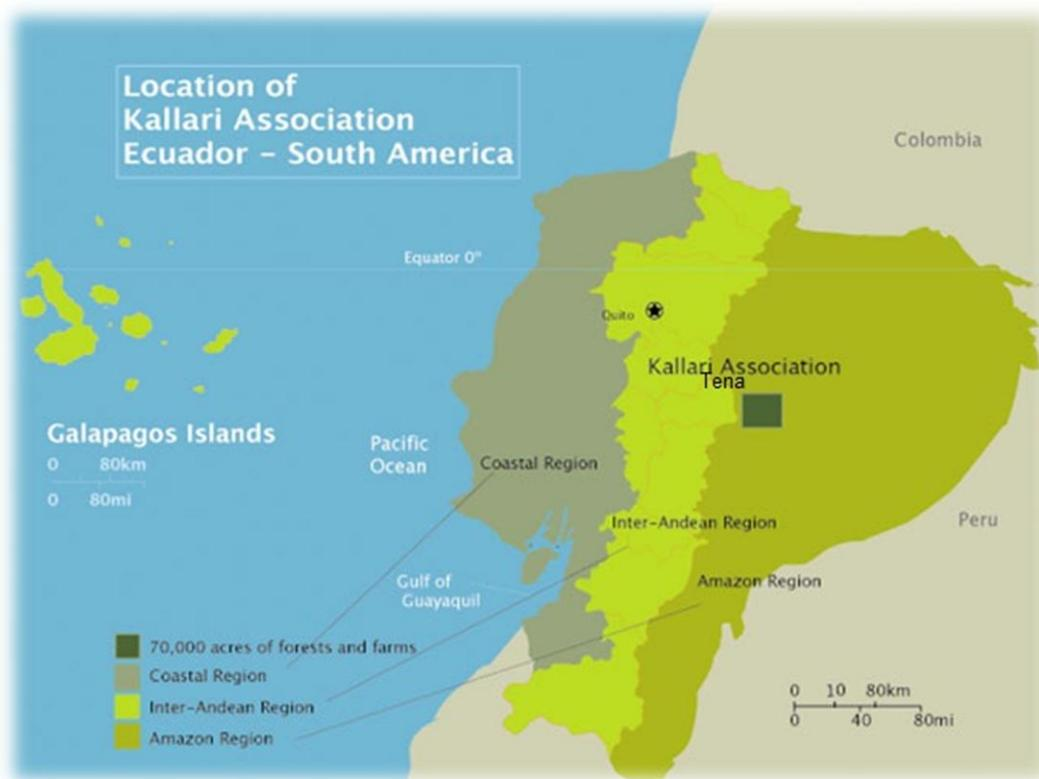 Location of
Kallari Association
Ecuador - South America
Colombia
Equator 0°
Quito
Kallari Association
Tena
Galapagos Islands
0 80km
0 80mi
Pacific
Ocean
Coastal Region
Inter-Andean Region
Peru
Amazon Region
Gulf of
Guayaquil
70,000 acres of forests and farms
Coastal Region
Inter-Andean Region
Amazon Region
0 10 80km
0 40 80mi